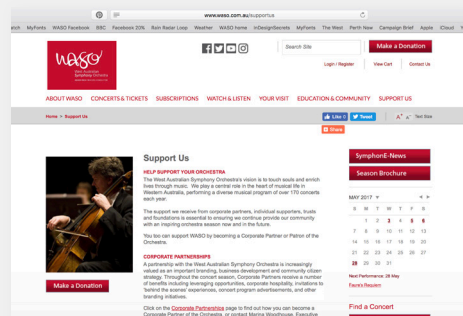 www.waso.com.au/supportus
MyFonts WASO Facebook BBC Facebook 20% Rain Radar Loop Weather WASO home InDesignSecrets MyFonts The West Perth Now Campaign Brief Apple iCloud
WASO
West Australian
Symphony Orchestra
Search Site
Make a Donation
Login / Register View Cart Contact Us
ABOUT WASO CONCERTS & TICKETS SUBSCRIPTIONS WATCH & LISTEN YOUR VISIT EDUCATION & COMMUNITY SUPPORT US
Home > Support Us
Like 0 Tweet A+ A- Text Size
Share
Support Us
HELP SUPPORT YOUR ORCHESTRA
The West Australian Symphony Orchestra's vision is to touch souls and enrich
lives through music. We play a central role in the heart of musical life in
Western Australia, performing a diverse musical program of over 170 concerts
each year.
The support we receive from corporate partners, individual supporters, trusts
and foundations is essential to ensuring we continue provide our community
with an inspiring orchestra season now and in the future.
You too can support WASO by becoming a Corporate Partner or Patron of the
Orchestra.
CORPORATE PARTNERSHIPS
A partnership with the West Australian Symphony Orchestra is increasingly
valued as an important branding, business development and community citizen
strategy. Throughout the concert season, Corporate Partners receive a number
of benefits including leveraging opportunities, corporate hospitality, invitations to
'behind the scenes' experiences, concert program advertisements, and other
branding initiatives.
Click on the Corporate Partnerships page to find out how you can become a
Corporate Partner of the Orchestra, or contact Marina Woodhouse, Executive
Make a Donation
SymphonE-News
Season Brochure
MAY 2017
S M T W T F S
1 2 3 4 5 6
7 8 9 10 11 12 13
14 15 16 17 18 19 20
21 22 23 24 25 26 27
28 29 30 31
Next Performance: 28 May
Faure's Requiem
Find a Concert